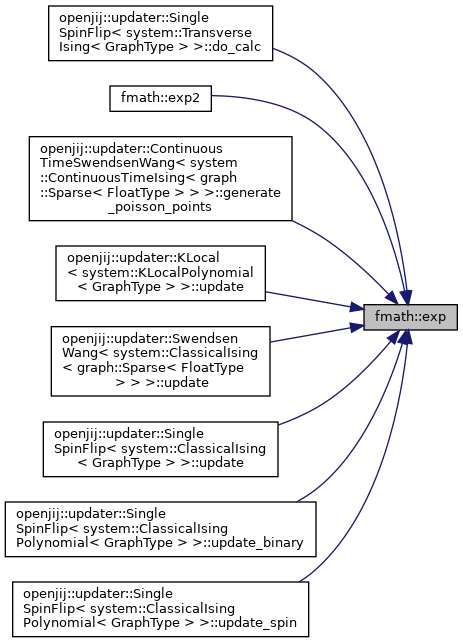 openjij::updater::Single
SpinFlip< system::Transverse
Ising< GraphType > >::do_calc
fmath::exp2
openjij::updater::Continuous
TimeSwendsenWang< system
::ContinuousTimeIsing< graph
::Sparse< FloatType > > >::generate
_poisson_points
openjij::updater::KLocal
< system::KLocalPolynomial
< GraphType > >::update
fmath::exp
openjij::updater::Swendsen
Wang< system::ClassicalIsing
< graph::Sparse< FloatType
> > >::update
openjij::updater::Single
SpinFlip< system::ClassicalIsing
< GraphType > >::update
openjij::updater::Single
SpinFlip< system::ClassicalIsing
Polynomial< GraphType > >::update_binary
openjij::updater::Single
SpinFlip< system::ClassicalIsing
Polynomial< GraphType > >::update_spin